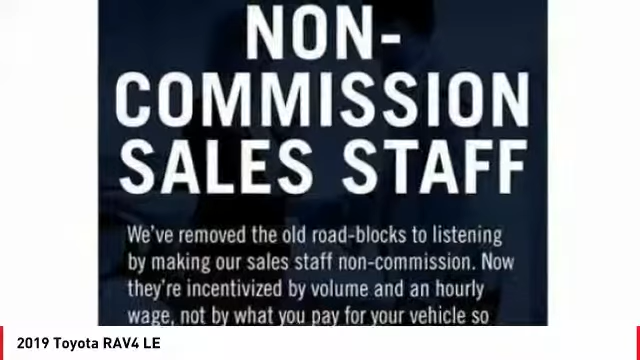 NON-
COMMISSION
SALES STAFF
We've removed the old road-blocks to listening
by making our sales staff non-commission. Now
they're incentivized by volume and an hourly
wage, not by what you pay for your vehicle so
2019 Toyota RAV4 LE